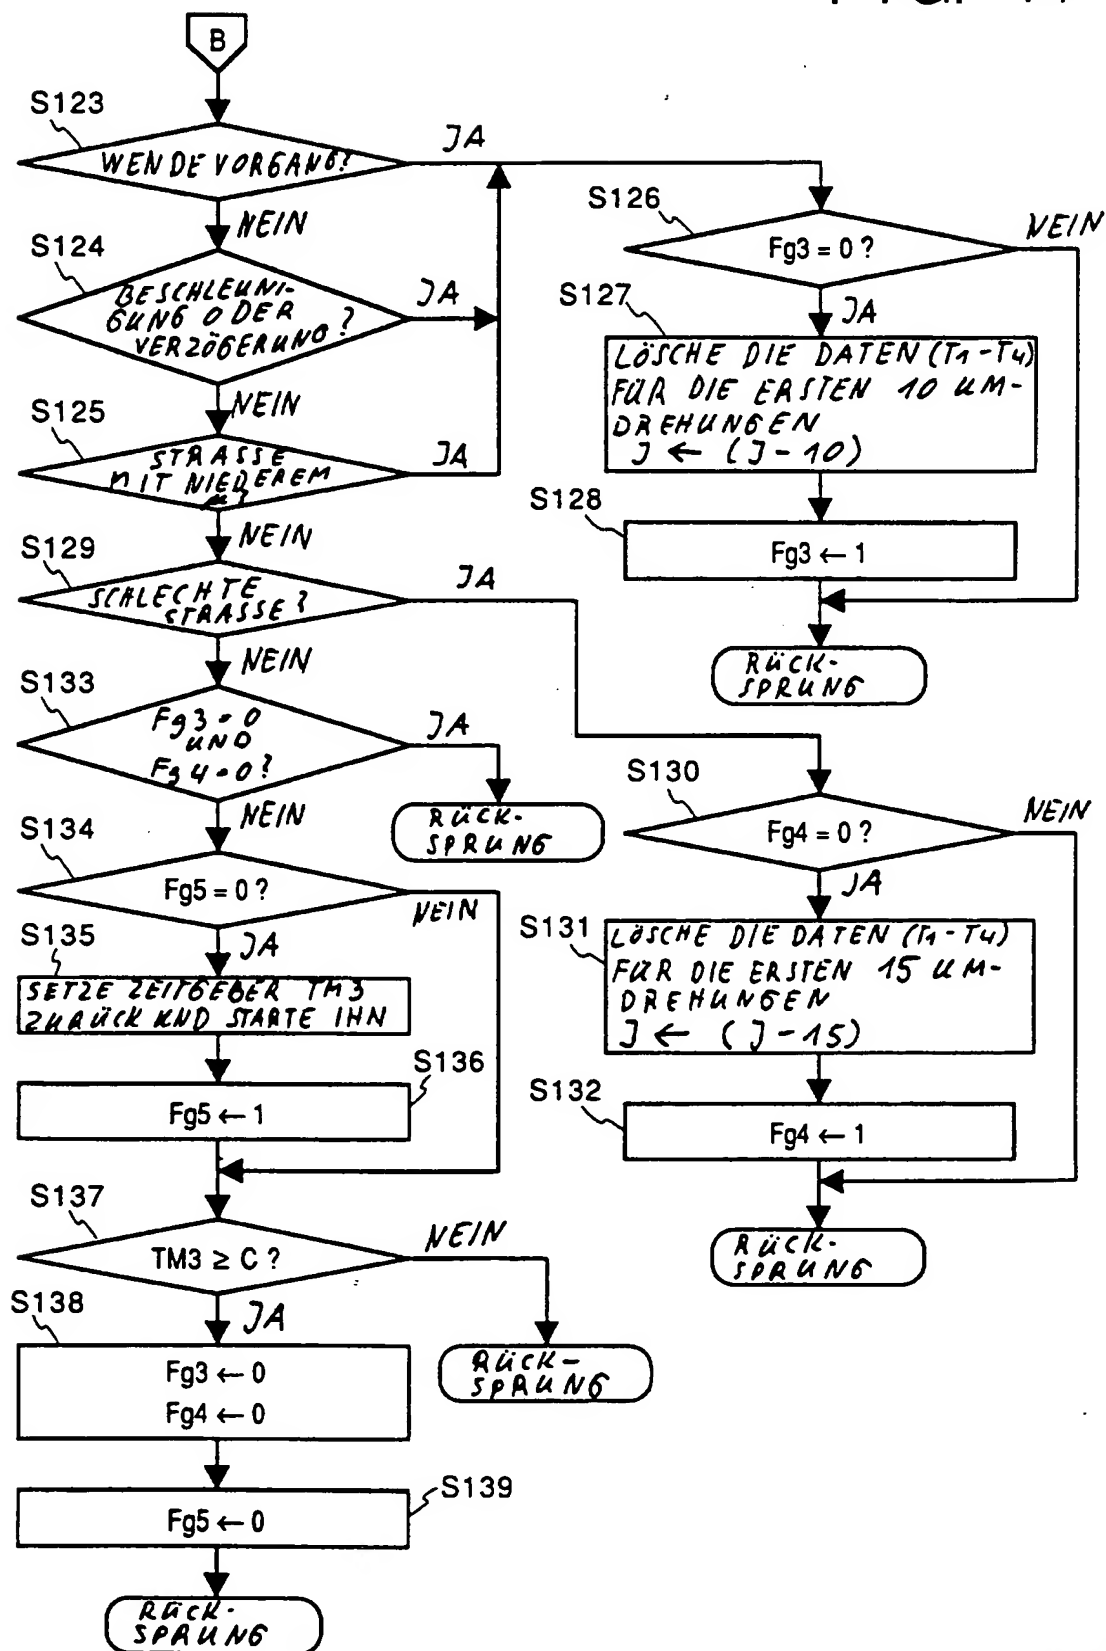 B
S123
WENDEVORGANG?
JA
NEIN
S124
BESCHLEUNI-
GUNG ODER
VERZÖGERUNG?
JA
NEIN
S125
STRASSE
MIT NIEDEREM
µ?
JA
NEIN
S126
Fg3 = 0 ?
NEIN
JA
S127
LÖSCHE DIE DATEN (T1-T4)
FÜR DIE ERSTEN 10 UM-
DREHUNGEN
J ← (J-10)
S128
Fg3 ← 1
RÜCK-
SPRUNG
S129
SCHLECHTE
STRASSE?
JA
NEIN
S133
Fg3=0
UND
Fg4=0?
JA
RÜCK-
SPRUNG
NEIN
S130
Fg4 = 0 ?
NEIN
JA
S131
LÖSCHE DIE DATEN (T1-T4)
FÜR DIE ERSTEN 15 UM-
DREHUNGEN
J ← (J-15)
S132
Fg4 ← 1
RÜCK-
SPRUNG
S134
Fg5 = 0 ?
NEIN
JA
S135
SETZE ZEITGEBER TM3
ZURÜCK UND STARTE IHN
S136
Fg5 ← 1
S137
TM3 ≥ C ?
NEIN
RÜCK-
SPRUNG
JA
S138
Fg3 ← 0
Fg4 ← 0
S139
Fg5 ← 0
RÜCK-
SPRUNG